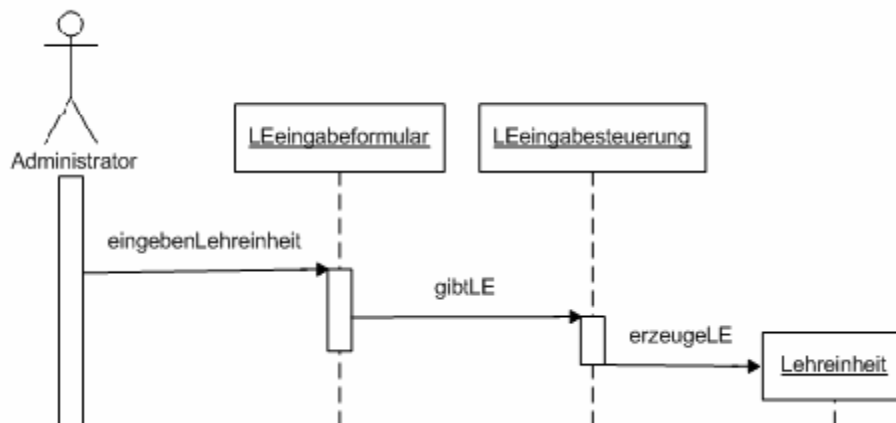 Administrator
LEeingabeformular
LEeingabesteuerung
eingebenLehreinheit
gibtLE
erzeugeLE
Lehreinheit